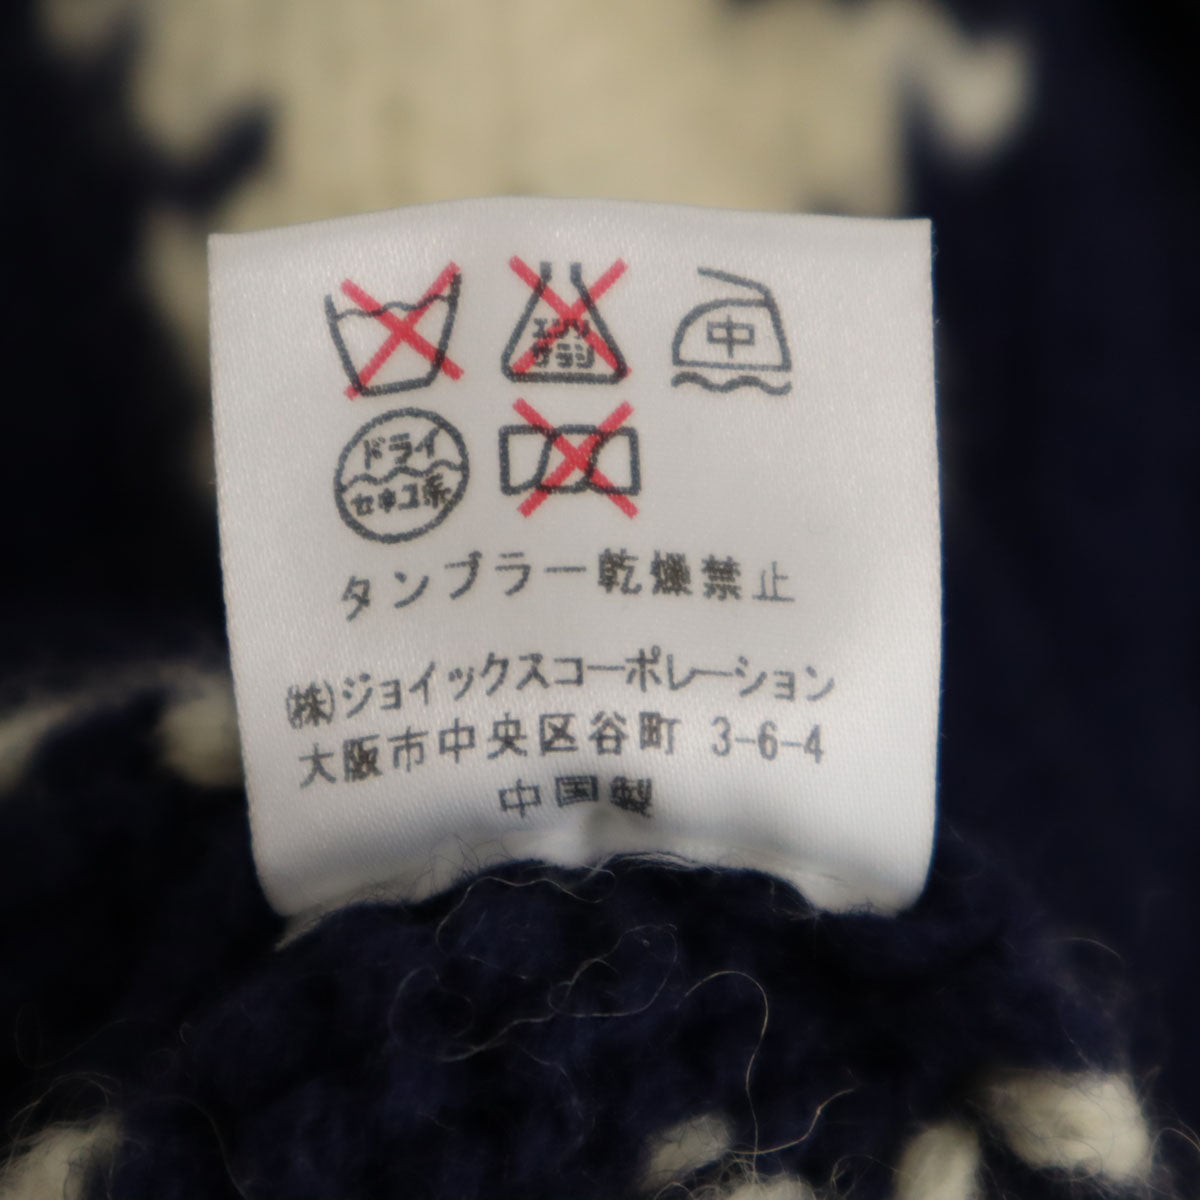 エンソ
サラシ
中
ドライ
セキユ系
タンブラー乾燥禁止
(株)ジョイックスコーポレーション
大阪市中央区谷町 3-6-4
中国製